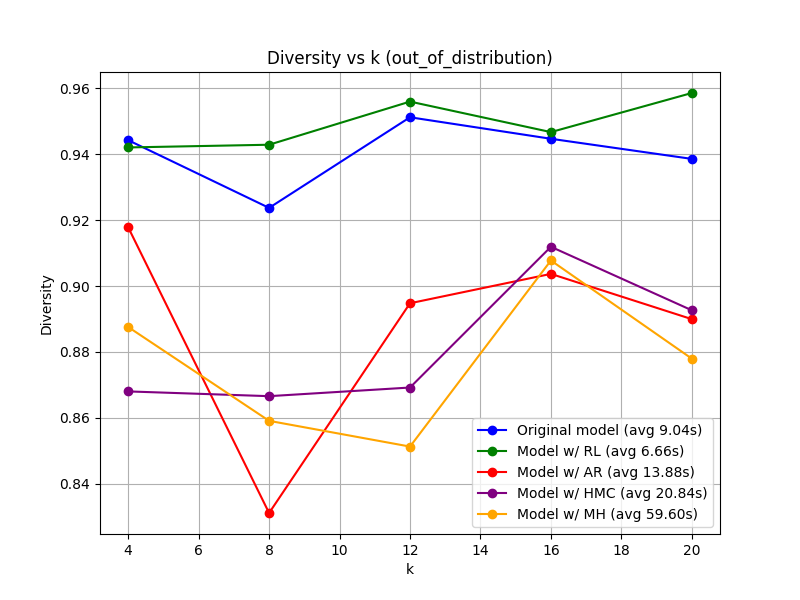 Diversity vs k (out_of_distribution)
0.96
0.94
0.92
0.90
0.88
0.86
0.84
Diversity
Original model (avg 9.04s)
Model w/ RL (avg 6.66s)
Model w/ AR (avg 13.88s)
Model w/ HMC (avg 20.84s)
Model w/ MH (avg 59.60s)
4 6 8 10 12 14 16 18 20
k